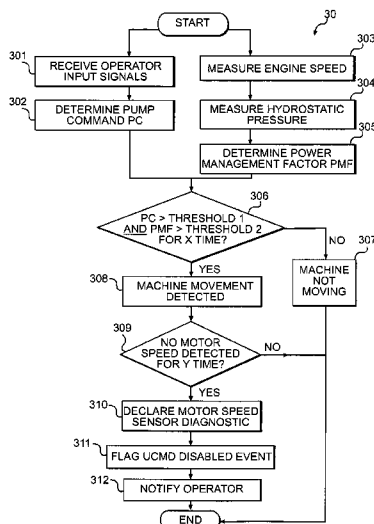 START
30
301
RECEIVE OPERATOR
INPUT SIGNALS
302
DETERMINE PUMP
COMMAND PC
303
MEASURE ENGINE SPEED
304
MEASURE HYDROSTATIC
PRESSURE
305
DETERMINE POWER
MANAGEMENT FACTOR PMF
306
PC > THRESHOLD 1
AND PMF > THRESHOLD 2
FOR X TIME?
NO
307
MACHINE
NOT
MOVING
YES
308
MACHINE MOVEMENT
DETECTED
309
NO MOTOR
SPEED DETECTED
FOR Y TIME?
NO
YES
310
DECLARE MOTOR SPEED
SENSOR DIAGNOSTIC
311
FLAG UCMD DISABLED EVENT
312
NOTIFY OPERATOR
END